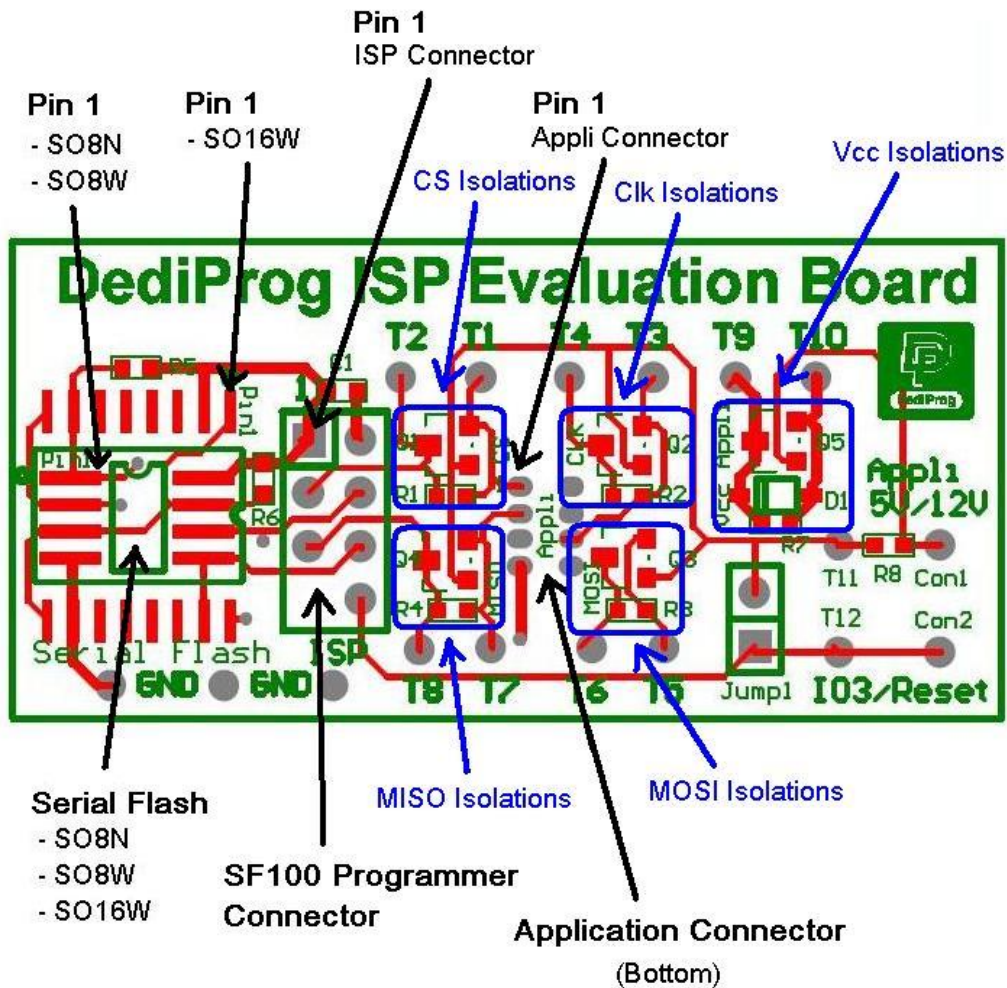 Pin 1
ISP Connector
Pin 1
- SO8N
- SO8W
Pin 1
- SO16W
Pin 1
Appli Connector
CS Isolations
Clk Isolations
Vcc Isolations
DediProg ISP Evaluation Board
T2 T1 T4 T3 T9 T10
R5
1
Pin1
DediProg
Pin1
Q2
Q5
CLK
Appli
Vcc
Appli
5V/12V
R6
R1
R2
D1
Appli
Q4
MISO
MOSI
Q3
R7
R8
T11
Con1
R4
R3
T12
Con2
Serial Flash
ISP
GND GND
T8 T7 T6 T5
Jump1
IO3/Reset
MISO Isolations
MOSI Isolations
Serial Flash
- SO8N
- SO8W
- SO16W
SF100 Programmer
Connector
Application Connector
(Bottom)